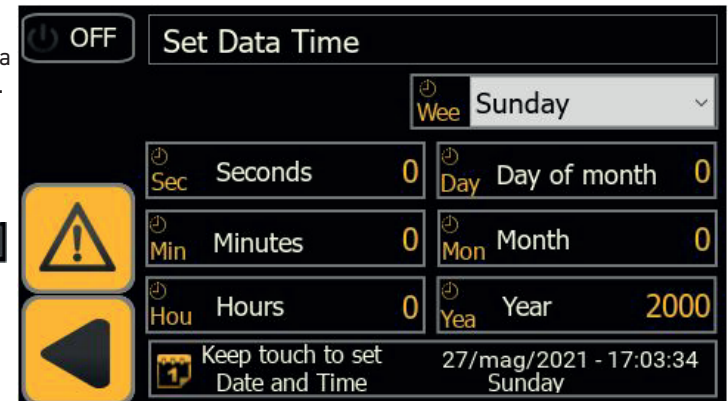 OFF
Set Data Time
a
.
Wee Sunday
Sec Seconds 0
Day Day of month 0
Min Minutes 0
Mon Month 0
Hou Hours 0
Yea Year 2000
1
Keep touch to set
Date and Time
27/mag/2021 - 17:03:34
Sunday